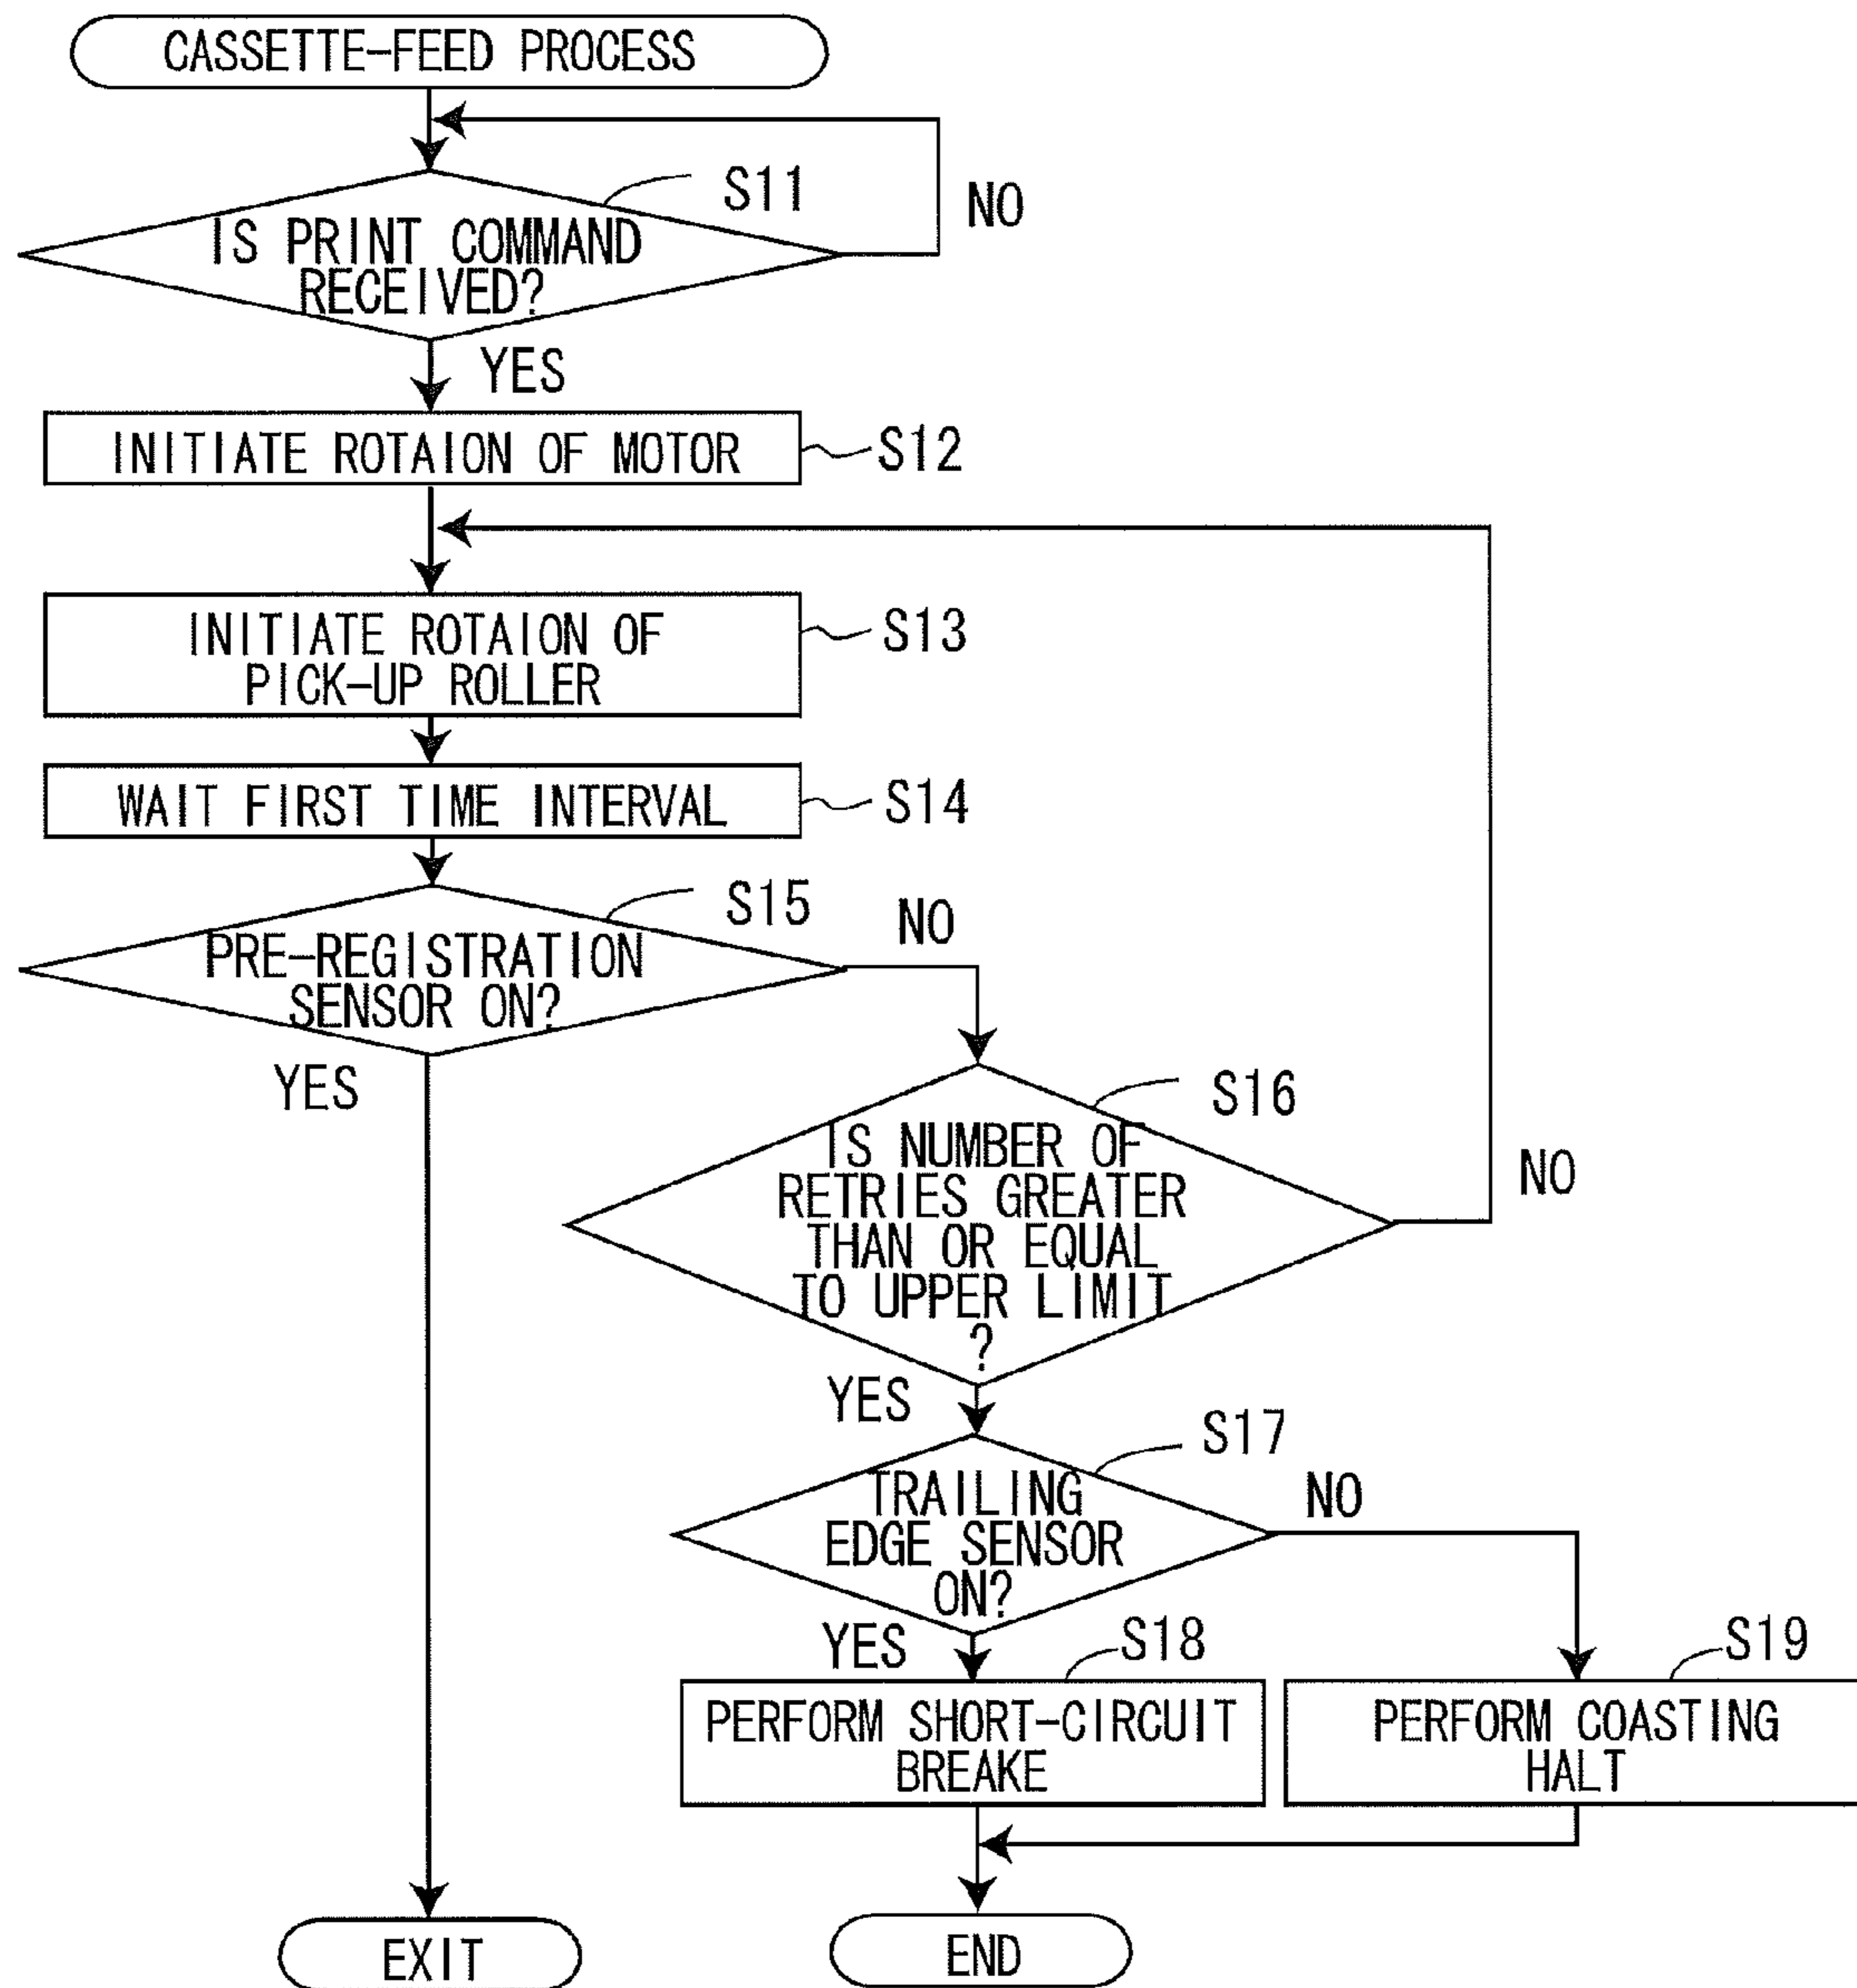 CASSETTE-FEED PROCESS
S11
NO
IS PRINT COMMAND
RECEIVED?
YES
INITIATE ROTAION OF MOTOR
S12
INITIATE ROTAION OF
PICK-UP ROLLER
S13
WAIT FIRST TIME INTERVAL
S14
S15
NO
PRE-REGISTRATION
SENSOR ON?
YES
S16
IS NUMBER OF
RETRIES GREATER
THAN OR EQUAL
TO UPPER LIMIT
?
NO
YES
S17
TRAILING
EDGE SENSOR
ON?
NO
YES
S18
S19
PERFORM SHORT-CIRCUIT
BREAKE
PERFORM COASTING
HALT
EXIT
END